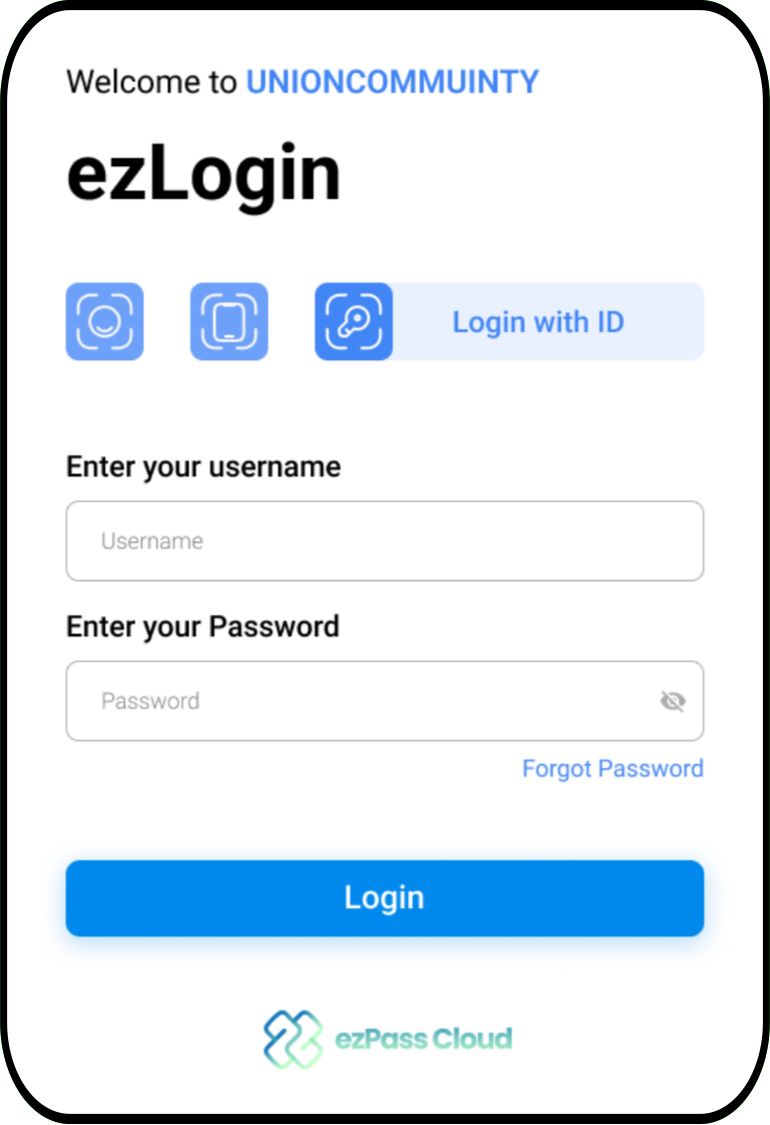 Welcome to UNIONCOMMUINTY
ezLogin
Login with ID
Enter your username
Username
Enter your Password
Password
Forgot Password
Login
ezPass Cloud